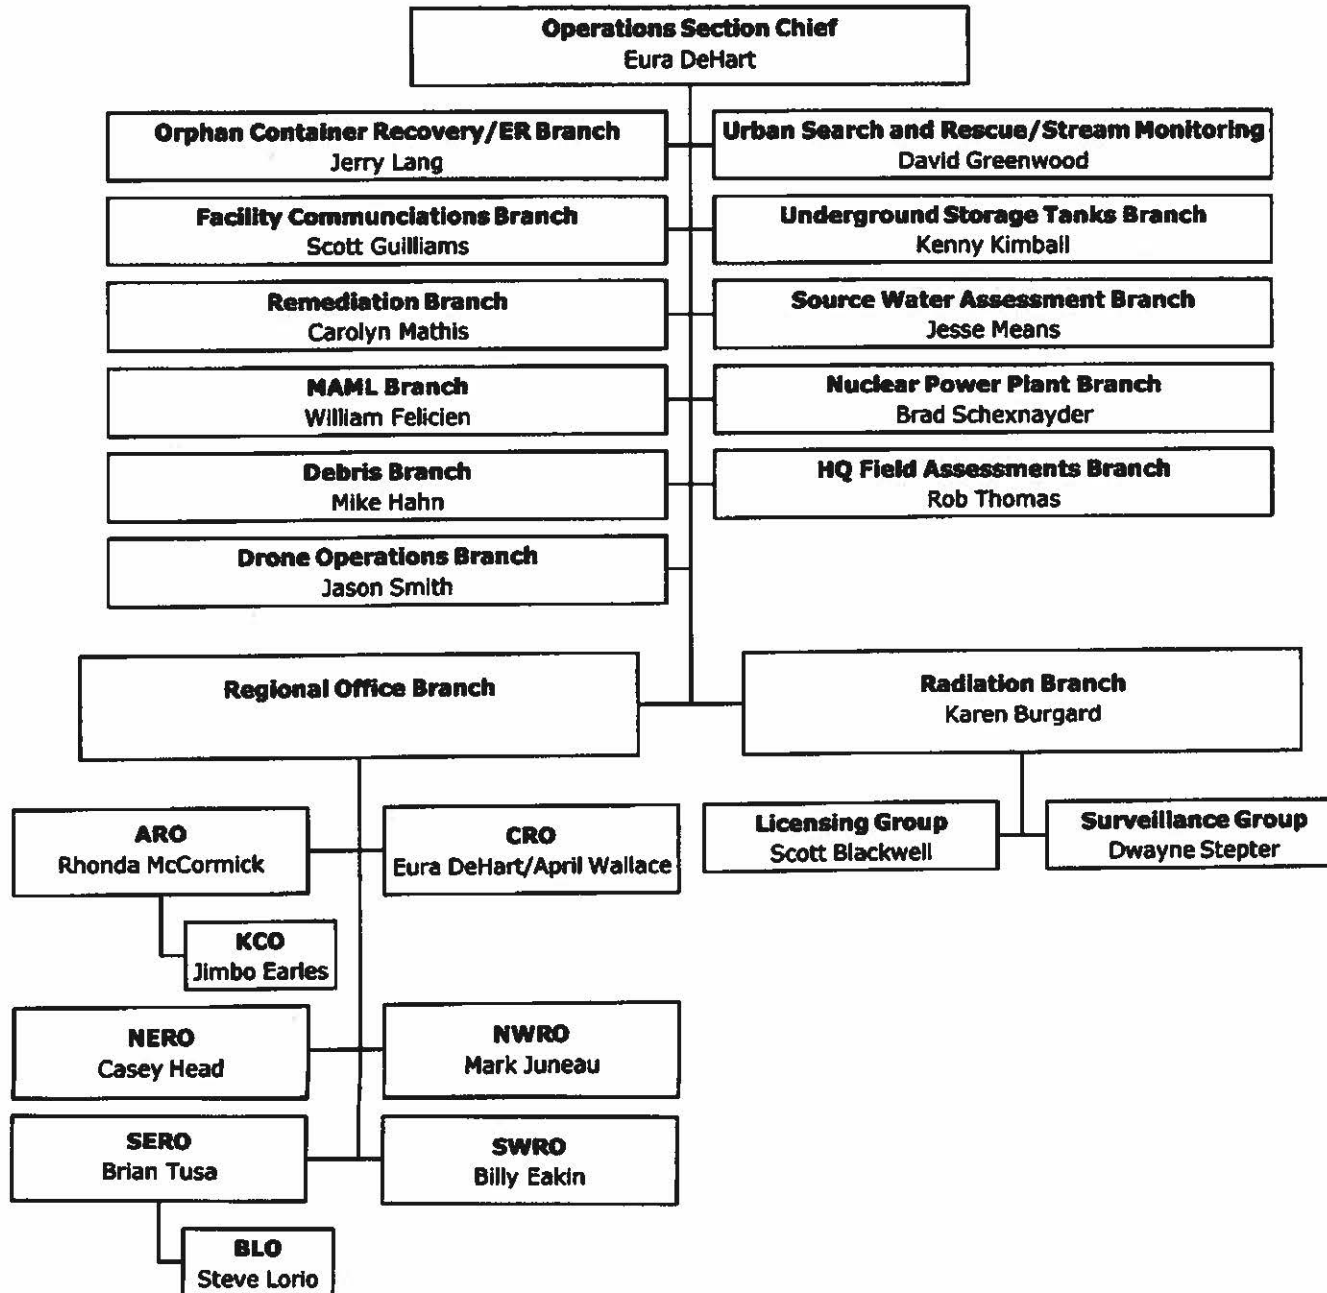 Operations Section Chief
Eura DeHart
Orphan Container Recovery/ER Branch
Jerry Lang
Urban Search and Rescue/Stream Monitoring
David Greenwood
Facility Communciations Branch
Scott Guilliams
Underground Storage Tanks Branch
Kenny Kimball
Remediation Branch
Carolyn Mathis
Source Water Assessment Branch
Jesse Means
MAML Branch
William Felicien
Nuclear Power Plant Branch
Brad Schexnayder
Debris Branch
Mike Hahn
HQ Field Assessments Branch
Rob Thomas
Drone Operations Branch
Jason Smith
Regional Office Branch
Radiation Branch
Karen Burgard
ARO
Rhonda McCormick
CRO
Eura DeHart/April Wallace
Licensing Group
Scott Blackwell
Surveillance Group
Dwayne Stepter
KCO
Jimbo Earles
NERO
Casey Head
NWRO
Mark Juneau
SERO
Brian Tusa
SWRO
Billy Eakin
BLO
Steve Lorio